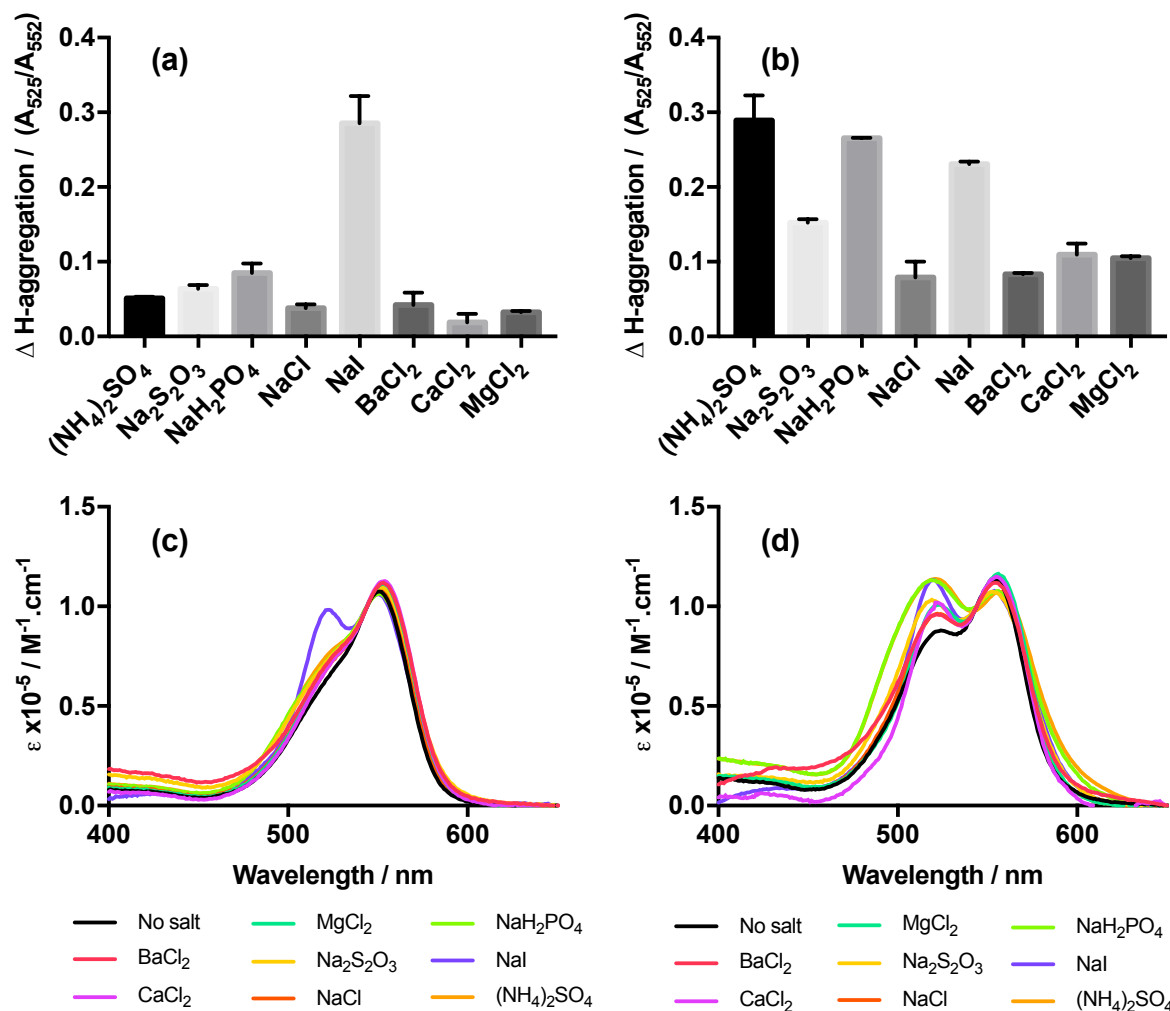 (a)
Δ H-aggregation / (A525/A552)
0.4
0.3
0.2
0.1
0.0
(NH4)2SO4
Na2S2O3
NaH2PO4
NaCl
NaI
BaCl2
CaCl2
MgCl2
(b)
Δ H-aggregation / (A525/A552)
0.4
0.3
0.2
0.1
0.0
(NH4)2SO4
Na2S2O3
NaH2PO4
NaCl
NaI
BaCl2
CaCl2
MgCl2
(c)
ε x10-5 / M-1.cm-1
1.5
1.0
0.5
0.0
400 500 600
Wavelength / nm
No salt MgCl2 NaH2PO4
BaCl2 Na2S2O3 NaI
CaCl2 NaCl (NH4)2SO4
(d)
ε x10-5 / M-1.cm-1
1.5
1.0
0.5
0.0
400 500 600
Wavelength / nm
No salt MgCl2 NaH2PO4
BaCl2 Na2S2O3 NaI
CaCl2 NaCl (NH4)2SO4